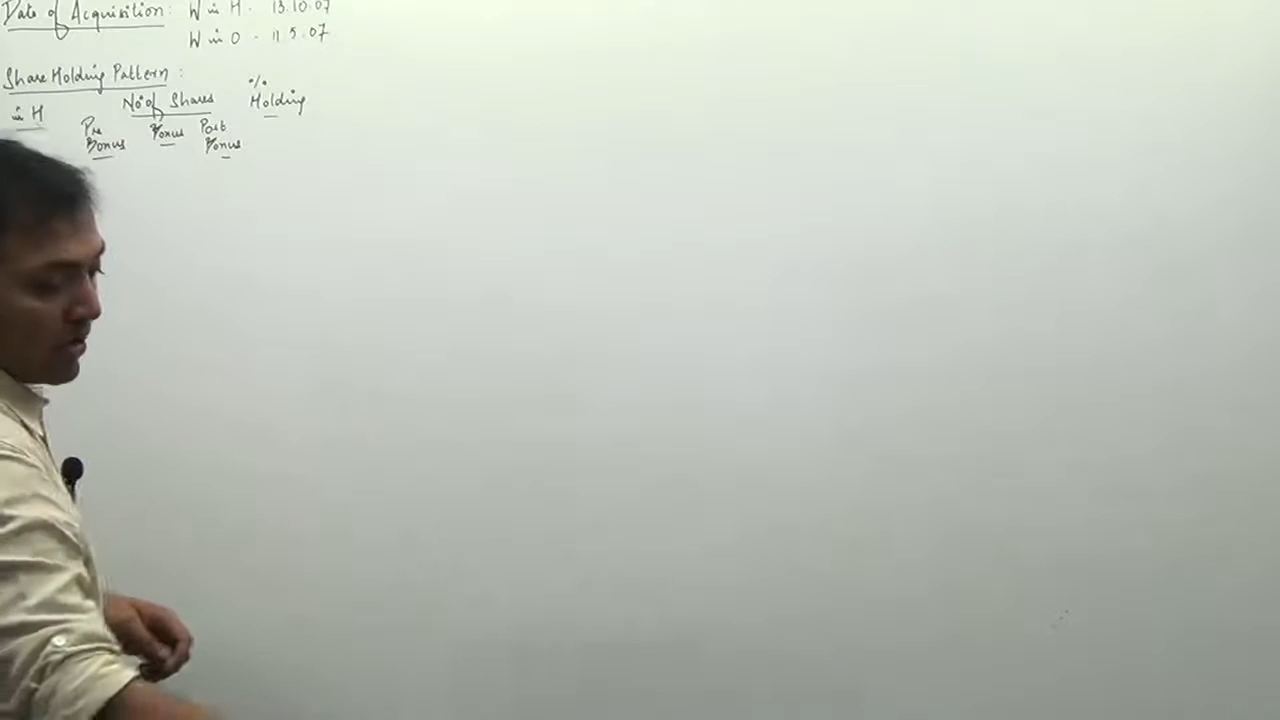 Date of Acquisition: W in H - 13.10.07
W in O - 1.5.07
Share Holding Pattern :
in H No of Shares % Holding
Pre Bonus Bonus Post Bonus